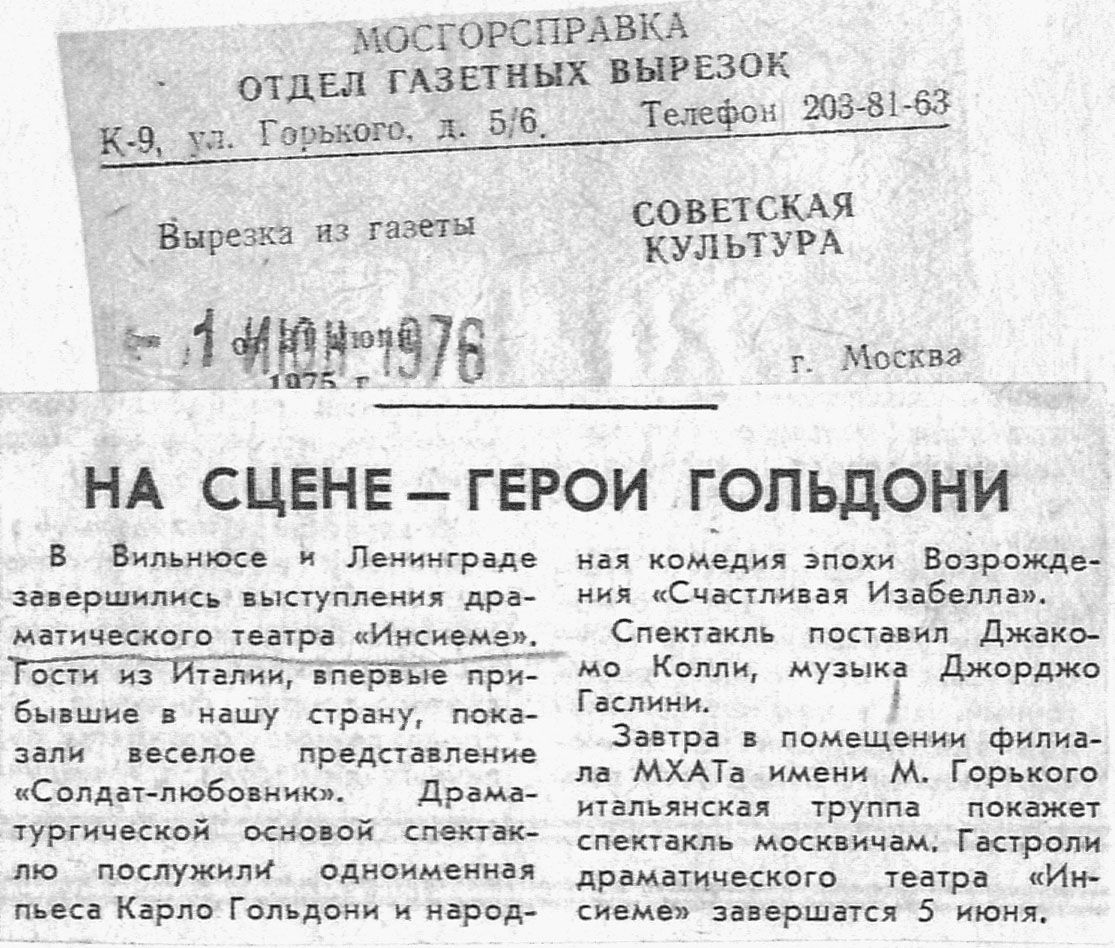 МОСГОРСПРАВКА
ОТДЕЛ ГАЗЕТНЫХ ВЫРЕЗОК
К-9, ул. Горького, д. 5/6. Телефон 203-81-63
Вырезка из газеты
СОВЕТСКАЯ
КУЛЬТУРА
- 1 ИЮН 1976
1975 г.
г. Москва
НА СЦЕНЕ — ГЕРОИ ГОЛЬДОНИ
В Вильнюсе и Ленинграде
завершились выступления дра-
матического театра «Инсиеме».
Гости из Италии, впервые при-
бывшие в нашу страну, пока-
зали веселое представление
«Солдат-любовник». Драма-
тургической основой спектак-
лю послужили одноименная
пьеса Карло Гольдони и народ-
ная комедия эпохи Возрожде-
ния «Счастливая Изабелла».
Спектакль поставил Джако-
мо Колли, музыка Джорджо
Гаслини.
Завтра в помещении филиа-
ла МХАТа имени М. Горького
итальянская труппа покажет
спектакль москвичам. Гастроли
драматического театра «Ин-
сиеме» завершатся 5 июня.